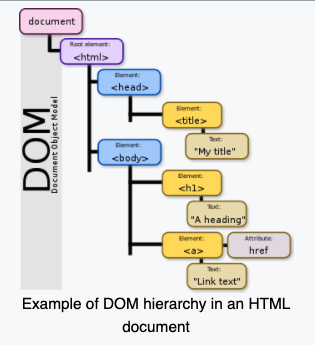 document
Root element:
<html>
Element:
<head>
Element:
<title>
Text:
"My title"
Element:
<body>
Element:
<h1>
Text:
"A heading"
Element:
<a>
Attribute:
href
Text:
"Link text"
DOM
Document Object Model
Example of DOM hierarchy in an HTML
document